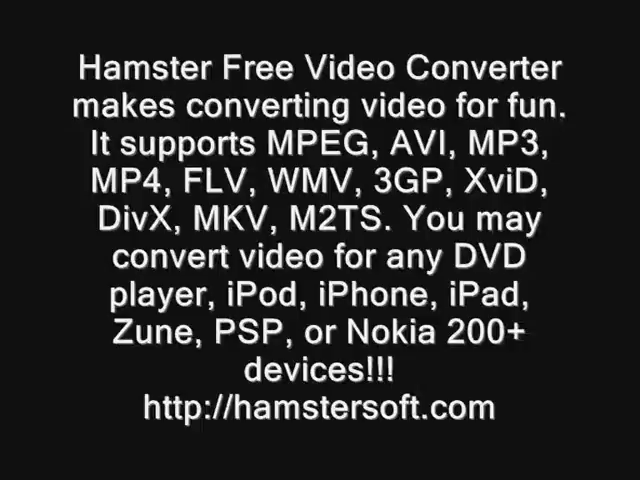 Hamster Free Video Converter
makes converting video for fun.
It supports MPEG, AVI, MP3,
MP4, FLV, WMV, 3GP, XviD,
DivX, MKV, M2TS. You may
convert video for any DVD
player, iPod, iPhone, iPad,
Zune, PSP, or Nokia 200+
devices!!!
http://hamstersoft.com